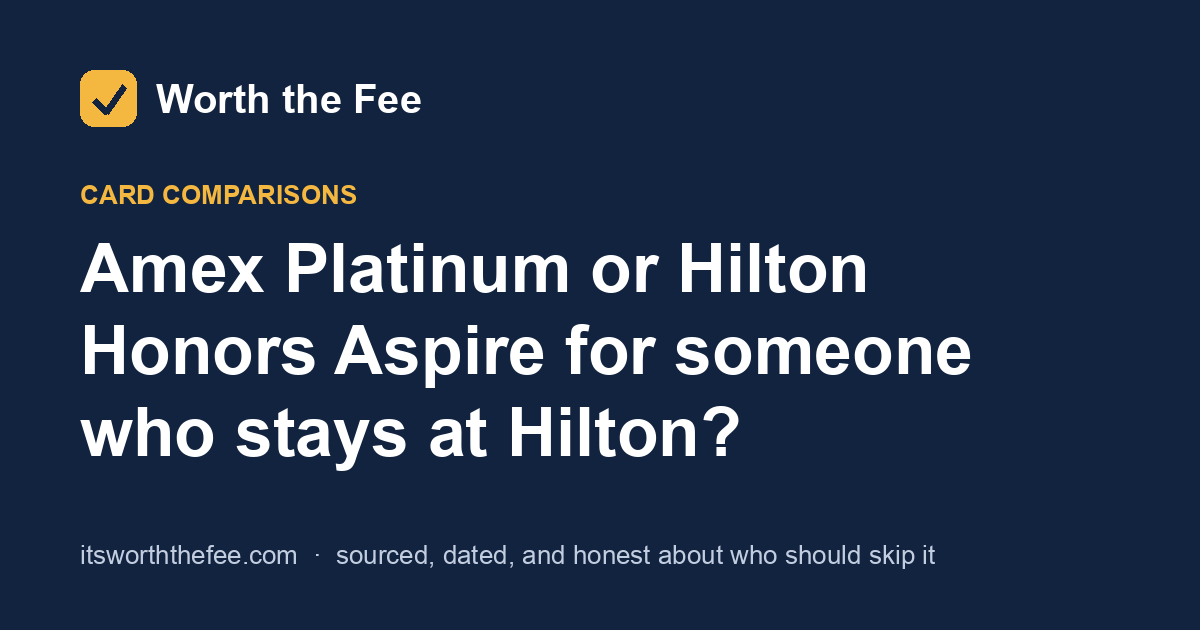 Worth the Fee
CARD COMPARISONS
Amex Platinum or Hilton
Honors Aspire for someone
who stays at Hilton?
itsworththefee.com · sourced, dated, and honest about who should skip it